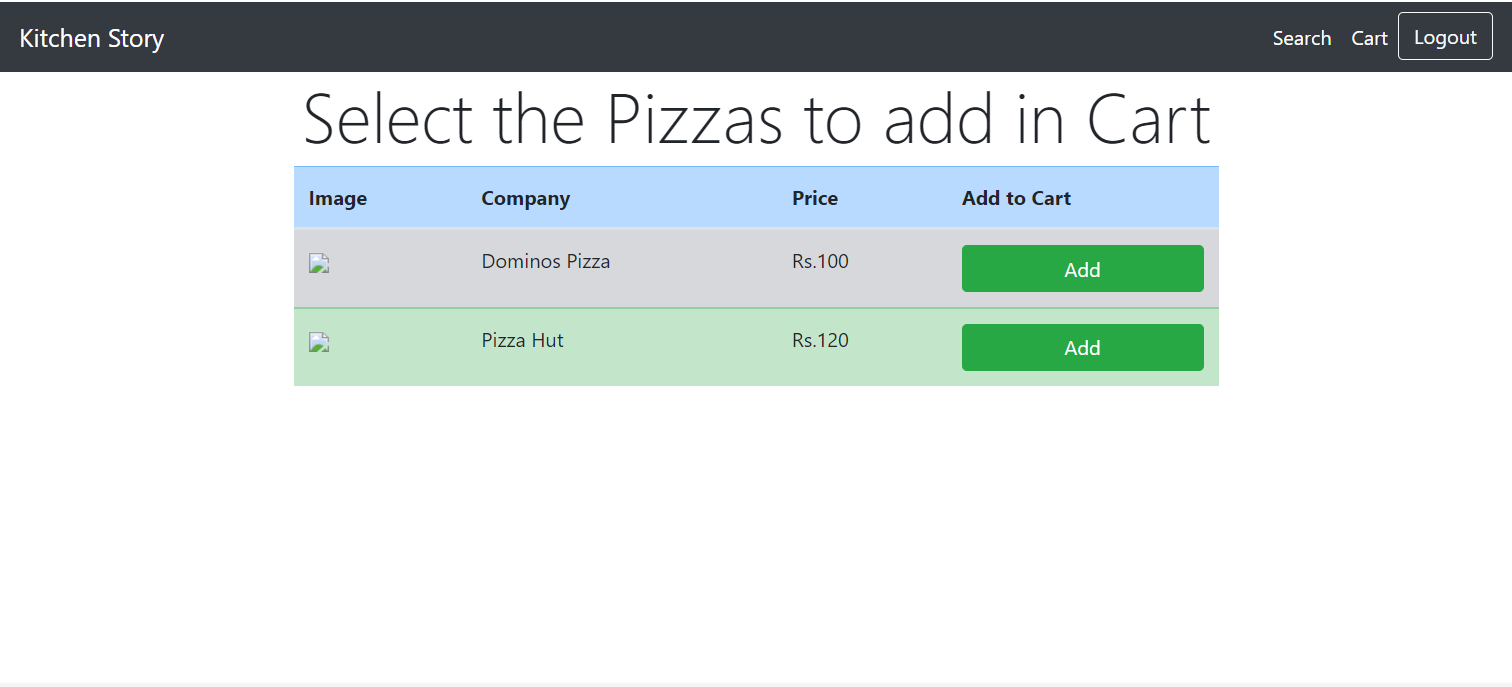 Kitchen Story Search Cart Logout
Select the Pizzas to add in Cart
Image Company Price Add to Cart
Dominos Pizza Rs.100 Add
Pizza Hut Rs.120 Add